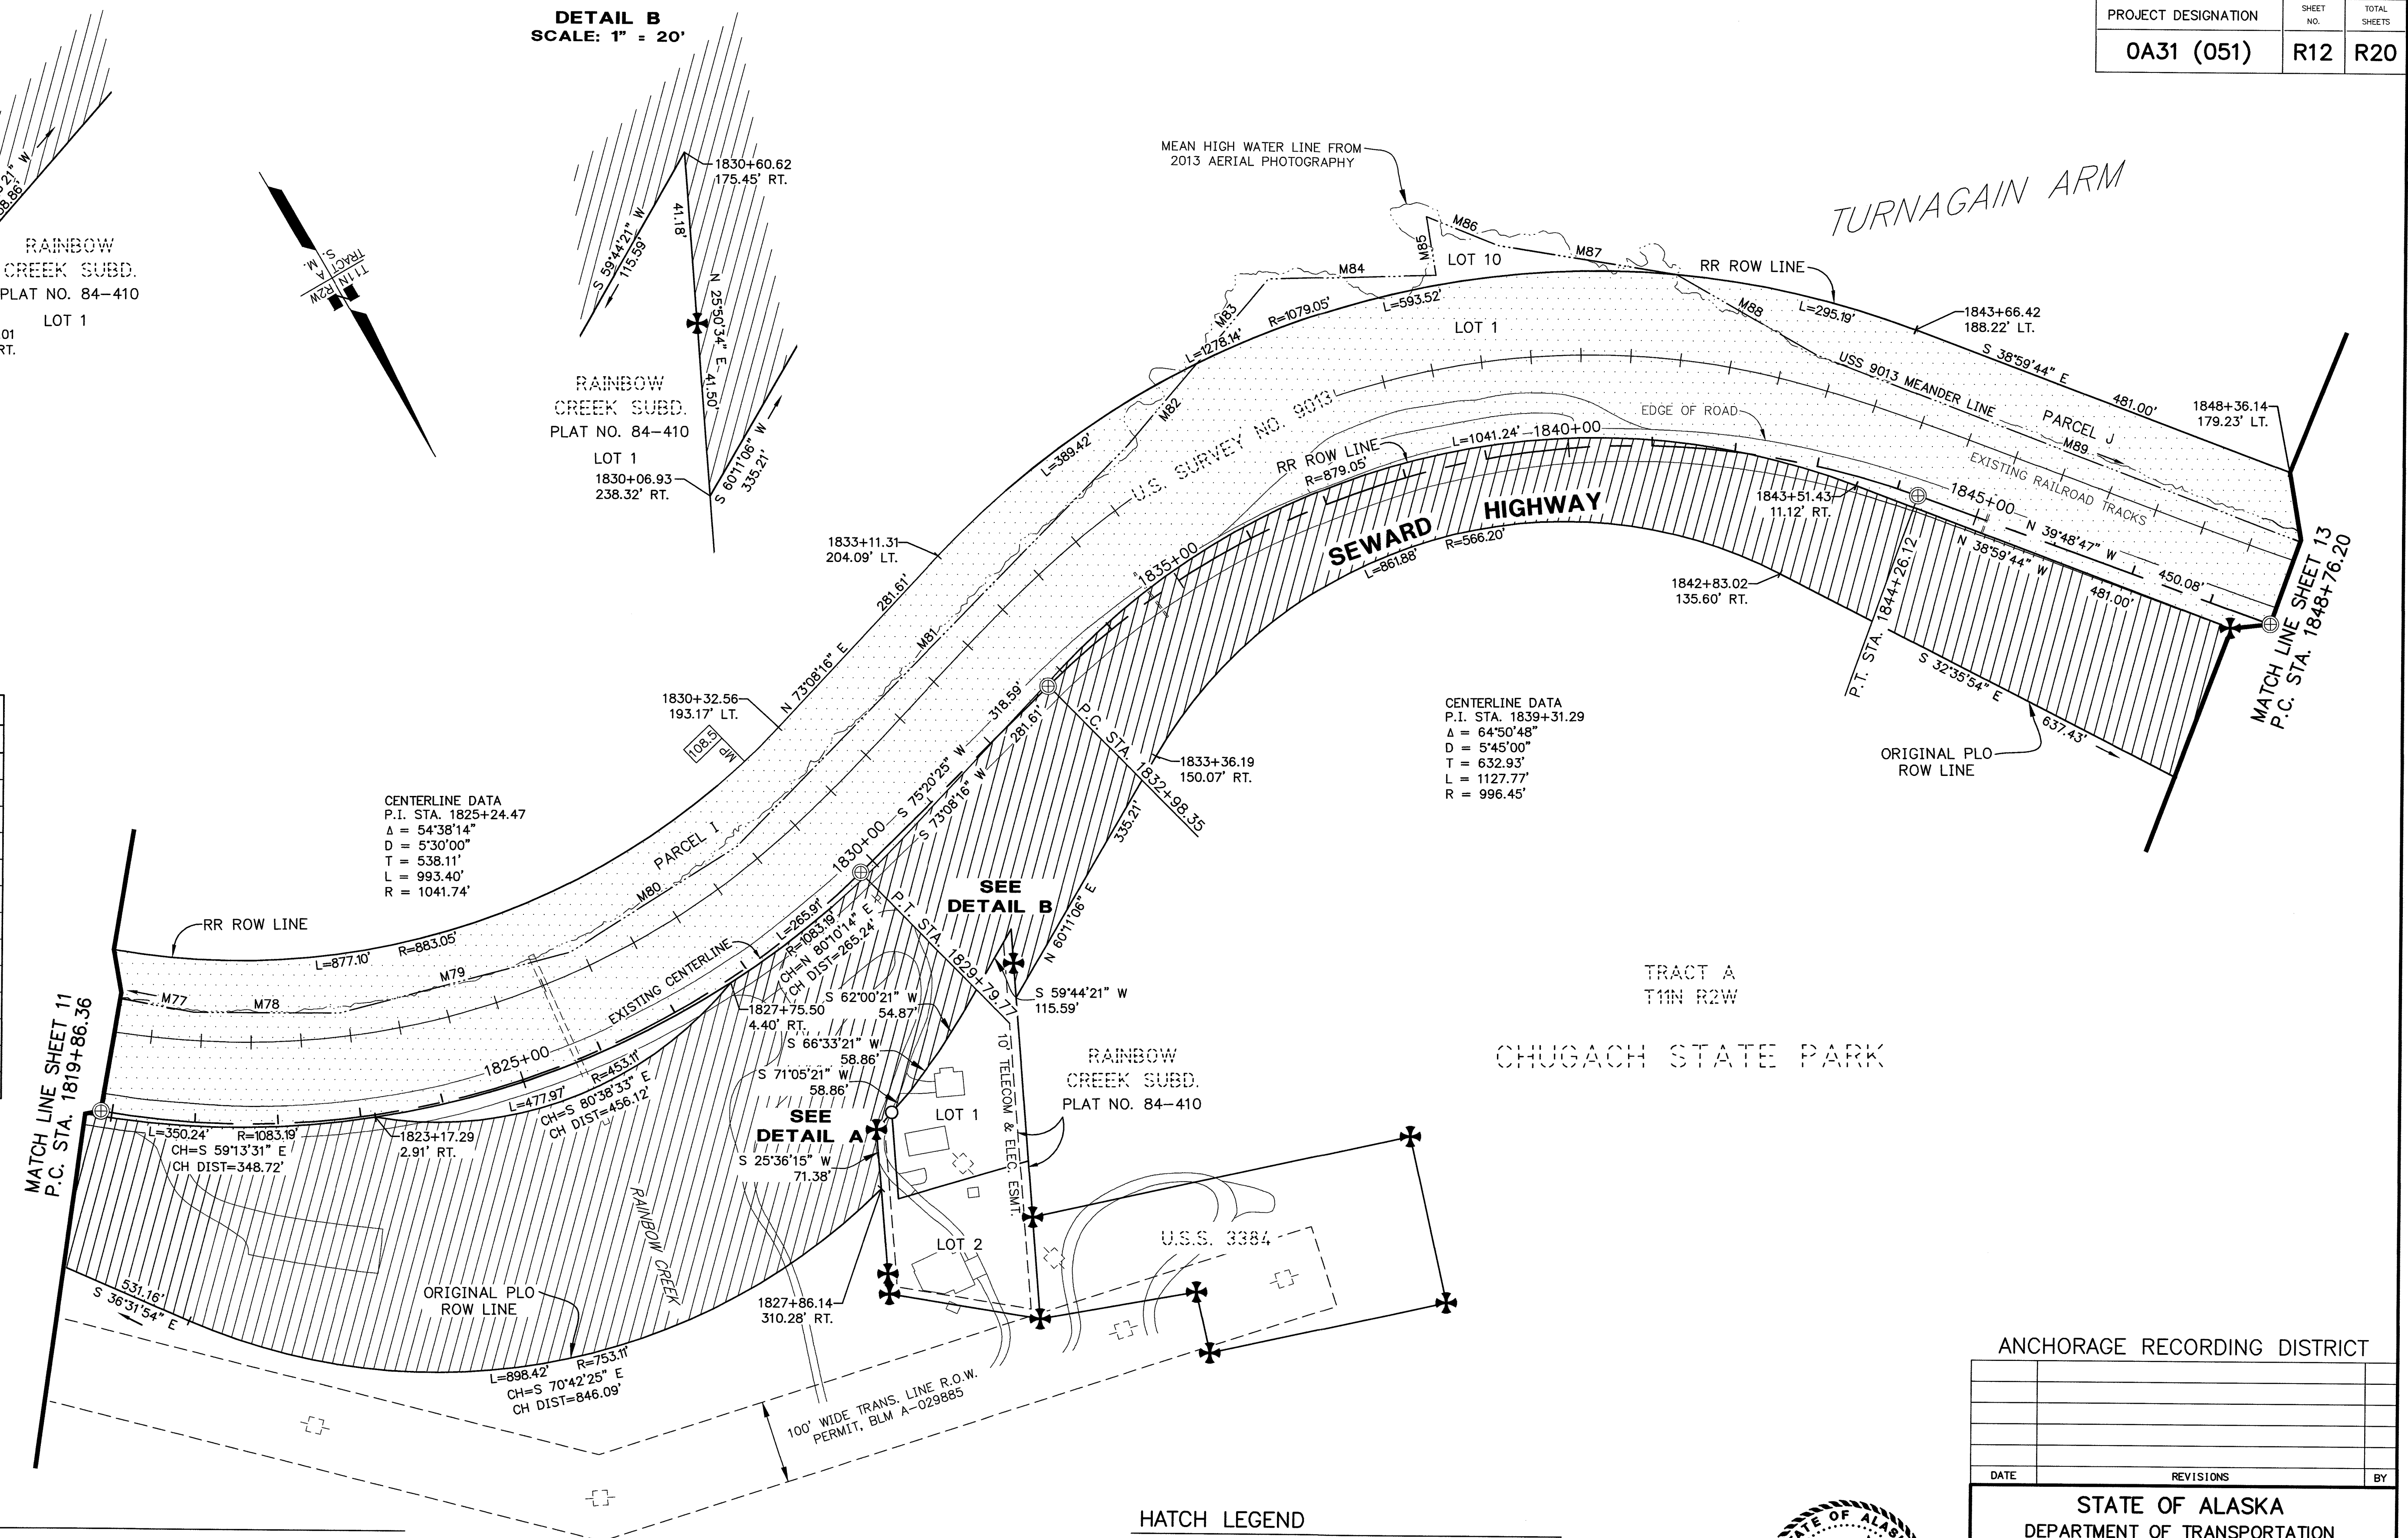 DETAIL B
SCALE: 1" = 20'
PROJECT DESIGNATION
SHEET NO.
TOTAL SHEETS
0A31 (051)
R12
R20
RAINBOW
CREEK SUBD.
PLAT NO. 84-410
LOT 1
T11N R2W
TRACT A
S. M.
1830+60.62
175.45' RT.
S 59°44'21" W
115.59'
41.18'
N 25°50'34" E
41.50'
RAINBOW
CREEK SUBD.
PLAT NO. 84-410
LOT 1
1830+06.93
238.32' RT.
S 60°11'06" W
335.21'
MEAN HIGH WATER LINE FROM
2013 AERIAL PHOTOGRAPHY
TURNAGAIN ARM
M86
M85
M87
LOT 10
RR ROW LINE
M84
M83
M88
L=593.52'
R=1079.05'
L=1278.14'
LOT 1
L=295.19'
1843+66.42
188.22' LT.
S 38°59'44" E
481.00'
USS 9013 MEANDER LINE
PARCEL J
M89
1848+36.14
179.23' LT.
M82
U.S. SURVEY NO. 9013
EDGE OF ROAD
L=389.42'
RR ROW LINE
R=879.05'
L=1041.24'
1840+00
EXISTING RAILROAD TRACKS
1843+51.43
11.12' RT.
1845+00
N 39°48'47" W
450.08'
N 38°59'44" W
481.00'
MATCH LINE SHEET 13
P.C. STA. 1848+76.20
SEWARD HIGHWAY
R=566.20'
L=861.88'
1842+83.02
135.60' RT.
P.T. STA. 1844+26.12
S 32°35'54" E
637.43'
ORIGINAL PLO
ROW LINE
1833+11.31
204.09' LT.
1835+00
281.61'
N 73°08'16" E
M81
1830+32.56
193.17' LT.
108.5
MP
318.59'
281.61'
S 75°20'25" W
S 73°08'16" W
P.C. STA. 1832+98.35
1833+36.19
150.07' RT.
335.21'
N 60°11'06" E
CENTERLINE DATA
P.I. STA. 1839+31.29
Δ = 64°50'48"
D = 5°45'00"
T = 632.93'
L = 1127.77'
R = 996.45'
CENTERLINE DATA
P.I. STA. 1825+24.47
Δ = 54°38'14"
D = 5°30'00"
T = 538.11'
L = 993.40'
R = 1041.74'
PARCEL I
M80
1830+00
SEE
DETAIL B
RR ROW LINE
L=877.10'
R=883.05'
M79
M77
M78
EXISTING CENTERLINE
L=265.91'
R=1083.19'
CH=N 80°10'14" E
CH DIST=265.24'
P.T. STA. 1829+79.77
S 59°44'21" W
115.59'
1827+75.50
4.40' RT.
S 62°00'21" W
54.87'
S 66°33'21" W
58.86'
S 71°05'21" W
58.86'
SEE
DETAIL A
S 25°36'15" W
71.38'
10' TELECOM & ELEC. ESMT.
RAINBOW
CREEK SUBD.
PLAT NO. 84-410
LOT 1
LOT 2
U.S.S. 3384
TRACT A
T11N R2W
CHUGACH STATE PARK
MATCH LINE SHEET 11
P.C. STA. 1819+86.36
1825+00
L=477.97'
R=453.11'
CH=S 80°38'33" E
CH DIST=456.12'
L=350.24'
R=1083.19'
CH=S 59°13'31" E
CH DIST=348.72'
1823+17.29
2.91' RT.
RAINBOW CREEK
531.16'
S 36°31'54" E
ORIGINAL PLO
ROW LINE
1827+86.14
310.28' RT.
L=898.42'
R=753.11'
CH=S 70°42'25" E
CH DIST=846.09'
100' WIDE TRANS. LINE R.O.W.
PERMIT, BLM A-029885
HATCH LEGEND
ANCHORAGE RECORDING DISTRICT
DATE
REVISIONS
BY
STATE OF ALASKA
DEPARTMENT OF TRANSPORTATION